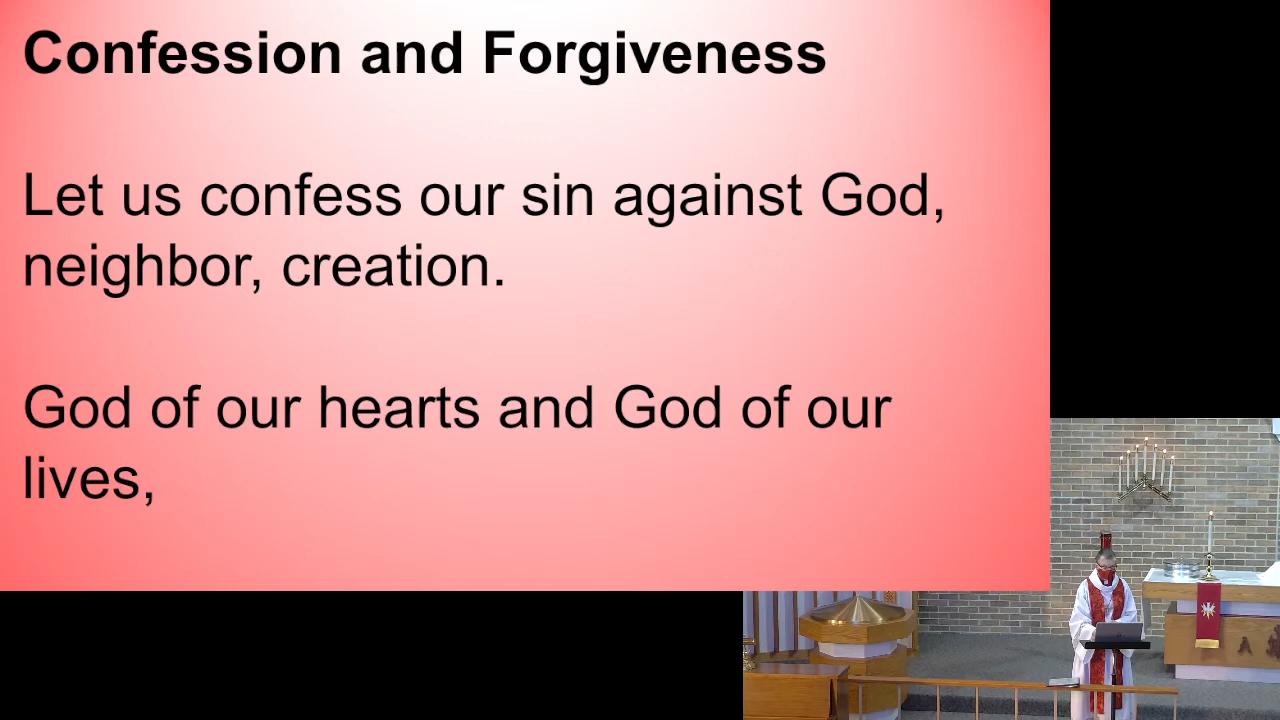 Confession and Forgiveness
Let us confess our sin against God,
neighbor, creation.
God of our hearts and God of our
lives,